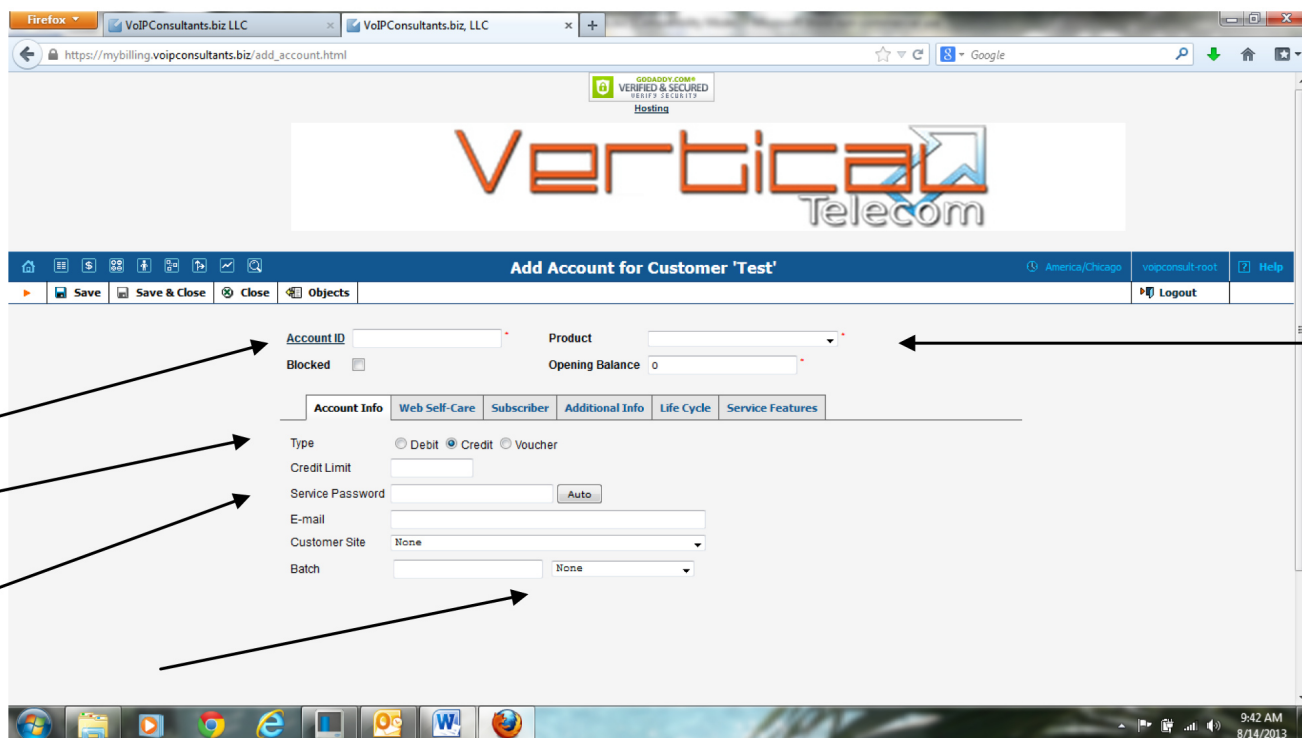 Firefox
VoIPConsultants.biz LLC
VoIPConsultants.biz, LLC
https://mybilling.voipconsultants.biz/add_account.html
Google
GODADDY.COM®
VERIFIED & SECURED
VERIFY SECURITY
Hosting
Vertical
Telecom
Add Account for Customer 'Test'
America/Chicago
voipconsult-root
Help
Save
Save & Close
Close
Objects
Logout
Account ID *
Product *
Blocked
Opening Balance 0 *
Account Info Web Self-Care Subscriber Additional Info Life Cycle Service Features
Type Debit Credit Voucher
Credit Limit
Service Password Auto
E-mail
Customer Site None
Batch None
9:42 AM
8/14/2013